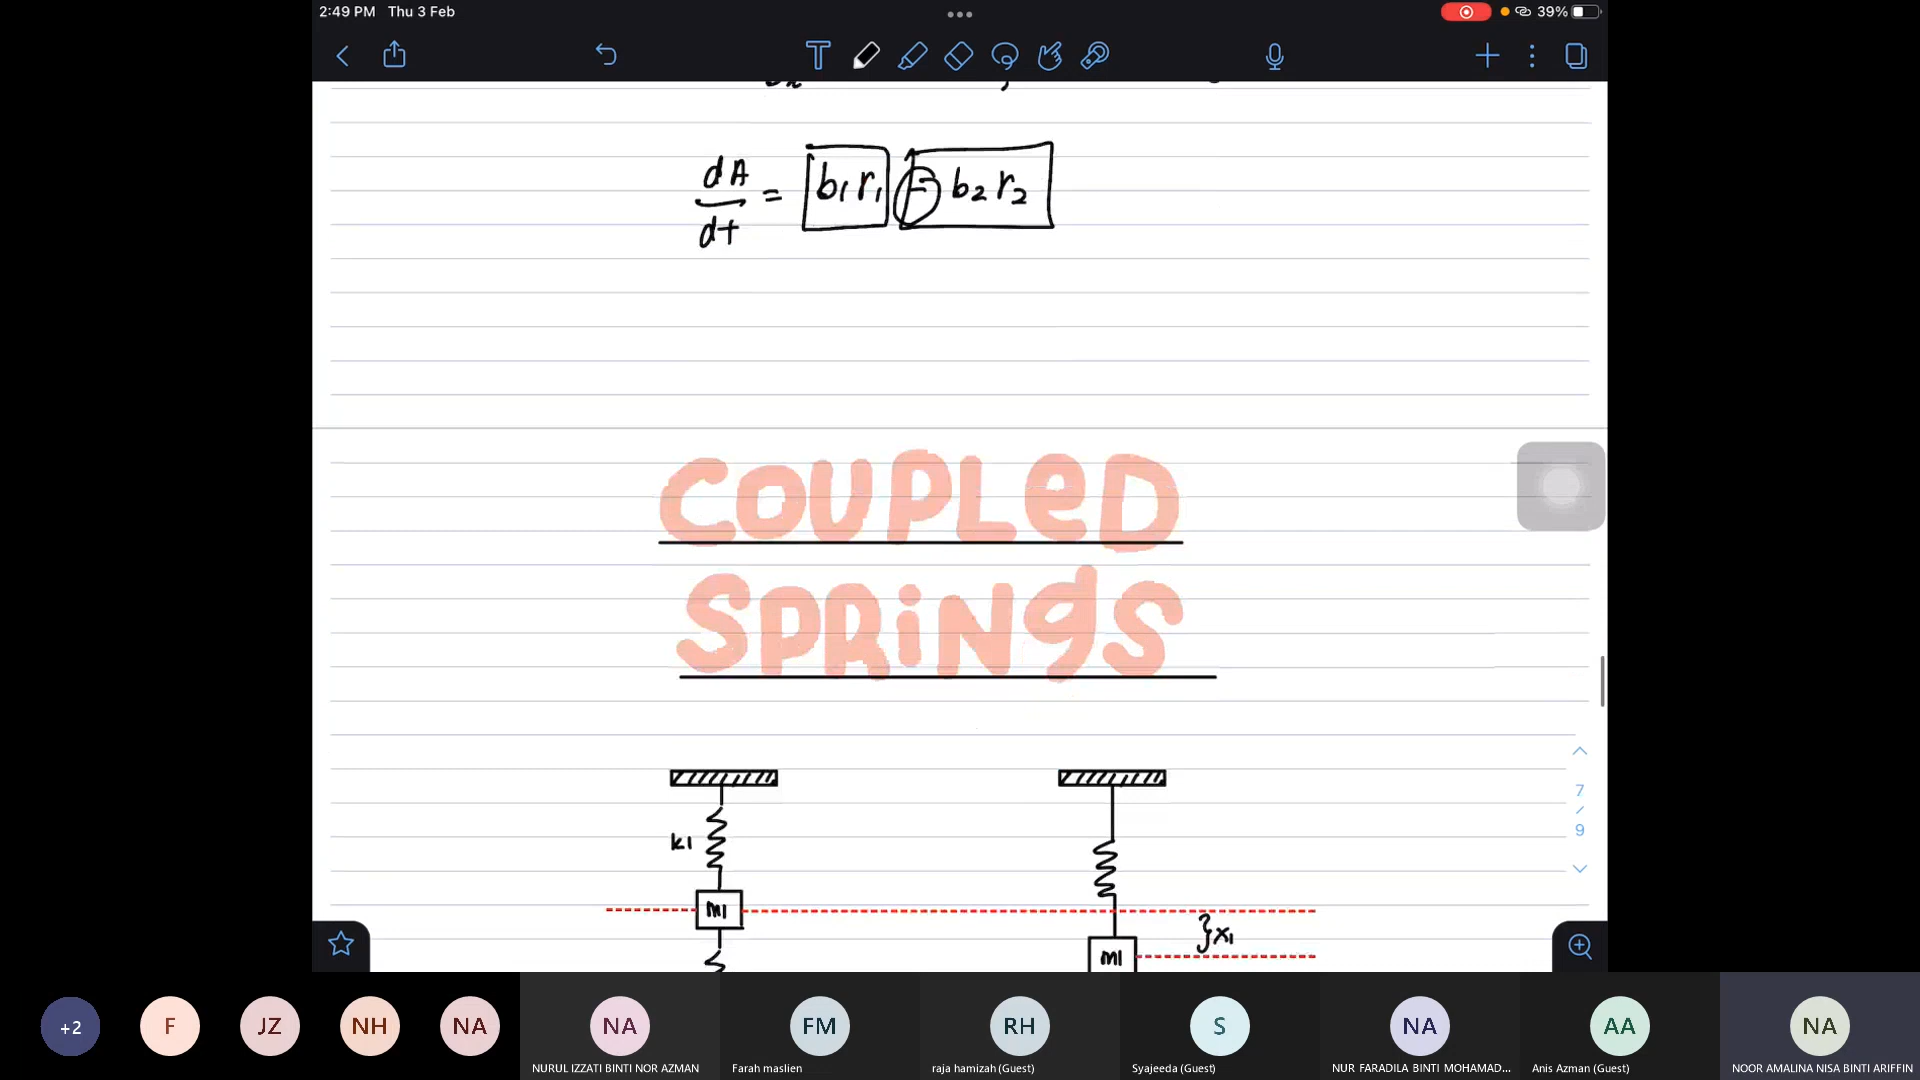 2:49 PM Thu 3 Feb
39%
dA
dt
= b1r1 - b2r2
COUPLED
SPRINGS
k1
m1
x1
m1
7
/
9
+2
F
JZ
NH
NA
NA
FM
RH
S
NA
AA
NA
NURUL IZZATI BINTI NOR AZMAN
Farah maslien
raja hamizah (Guest)
Syajeeda (Guest)
NUR FARADILA BINTI MOHAMAD...
Anis Azman (Guest)
NOOR AMALINA NISA BINTI ARIFFIN